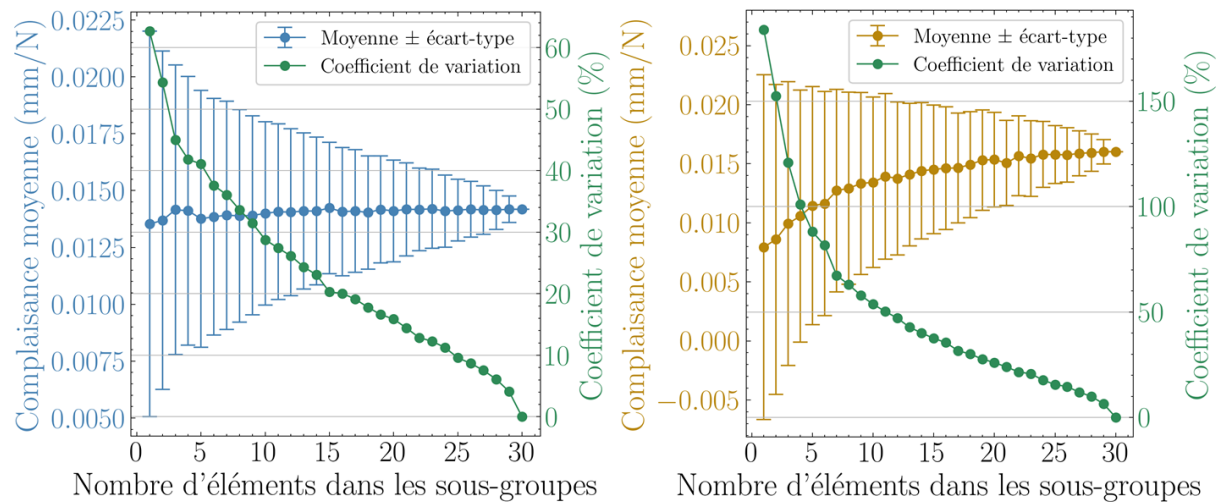 Complaisance moyenne (mm/N)
0.0225
0.0200
0.0175
0.0150
0.0125
0.0100
0.0075
0.0050
Moyenne ± écart-type
Coefficient de variation
60
50
40
30
20
10
0
Coefficient de variation (%)
0 5 10 15 20 25 30
Nombre d'éléments dans les sous-groupes
Complaisance moyenne (mm/N)
0.025
0.020
0.015
0.010
0.005
0.000
−0.005
Moyenne ± écart-type
Coefficient de variation
150
100
50
0
Coefficient de variation (%)
0 5 10 15 20 25 30
Nombre d'éléments dans les sous-groupes